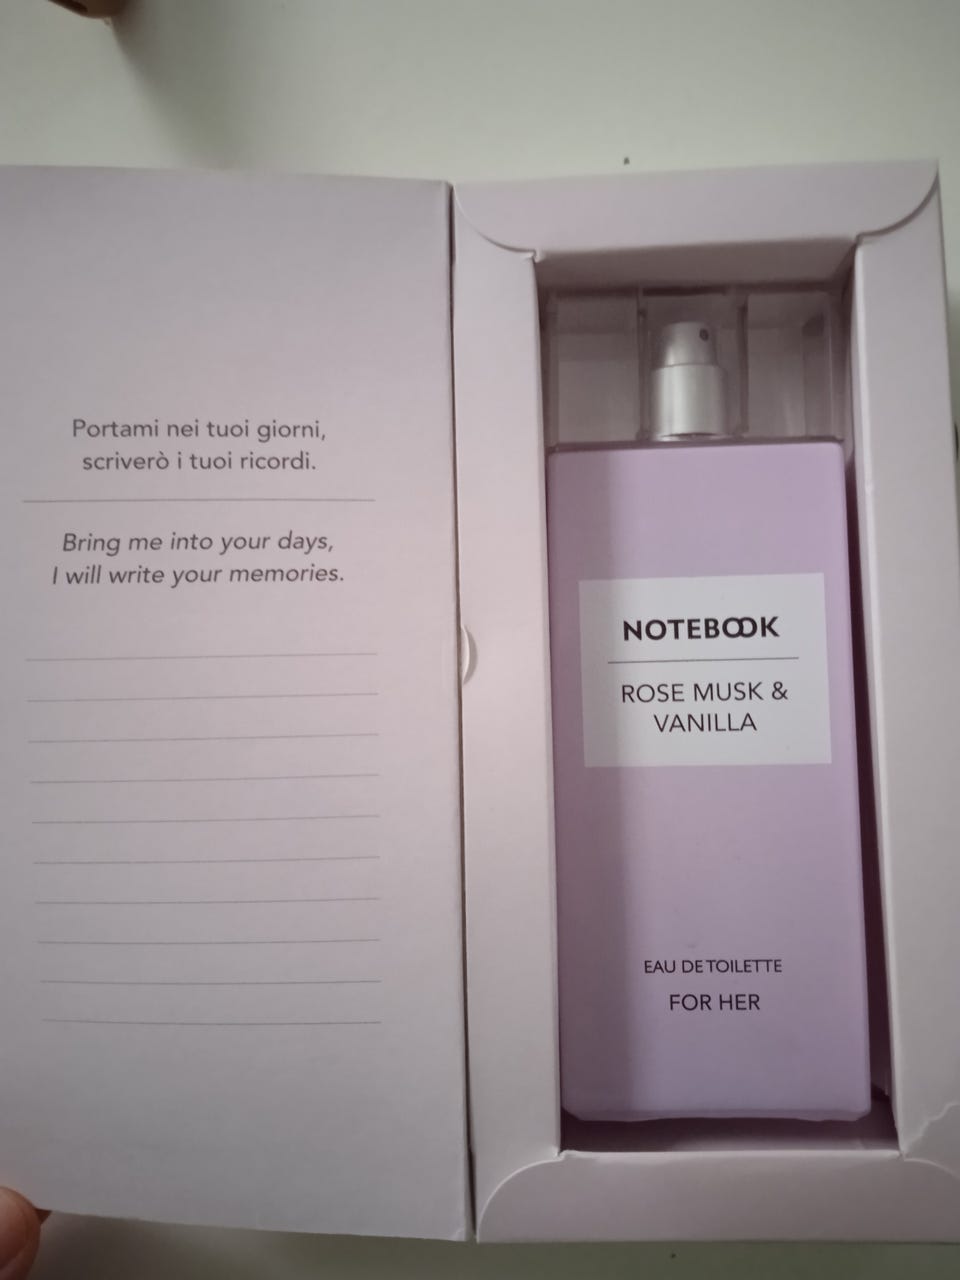 Portami nei tuoi giorni,
scriverò i tuoi ricordi.
Bring me into your days,
I will write your memories.
NOTEBOOK
ROSE MUSK &
VANILLA
EAU DE TOILETTE
FOR HER